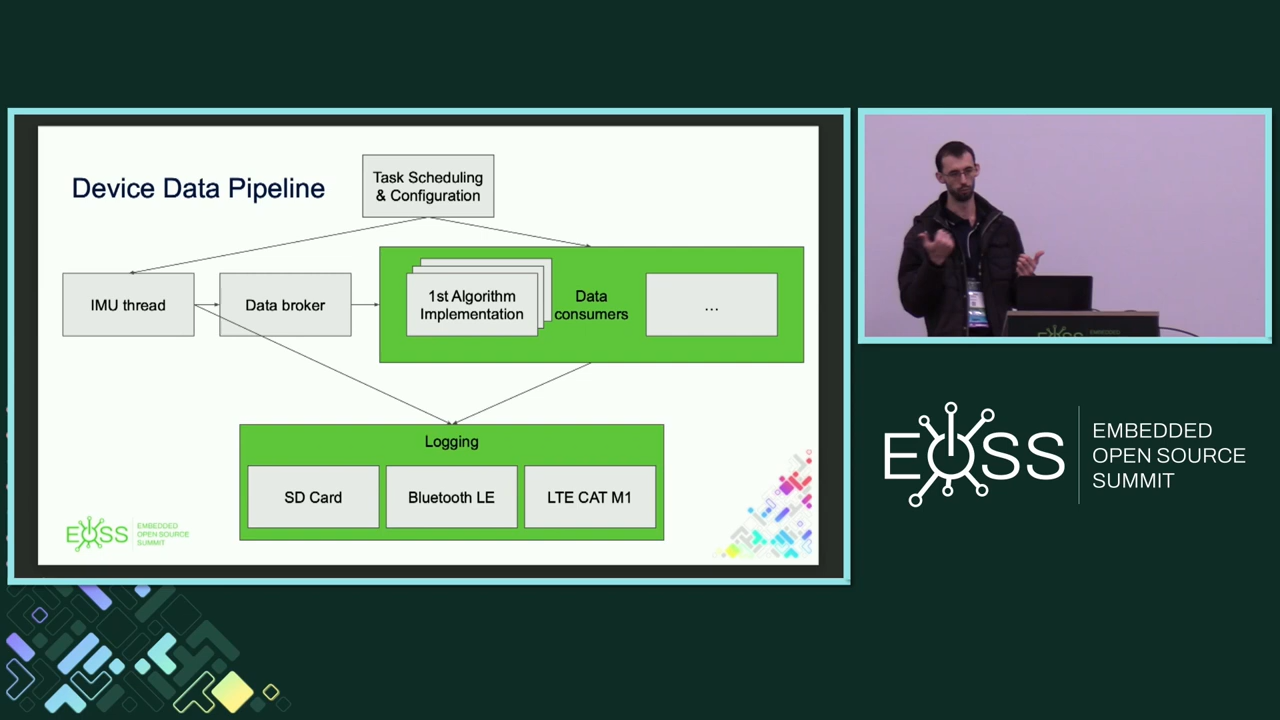 Device Data Pipeline
Task Scheduling
& Configuration
IMU thread
Data broker
1st Algorithm
Implementation
Data
consumers
...
Logging
SD Card
Bluetooth LE
LTE CAT M1
EOSS
EMBEDDED
OPEN SOURCE
SUMMIT
EOSS
EMBEDDED
OPEN SOURCE
SUMMIT